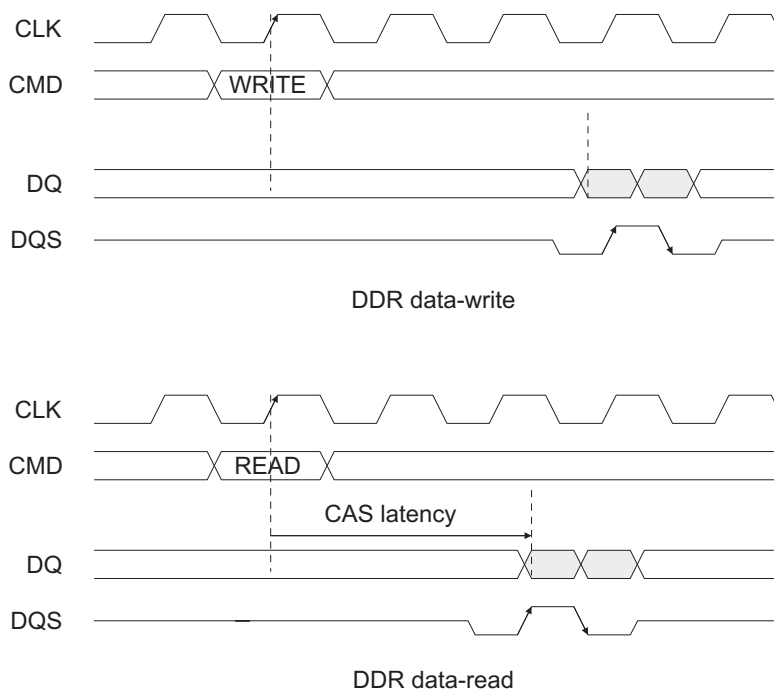 CLK
CMD
WRITE
DQ
DQS
DDR data-write
CLK
CMD
READ
CAS latency
DQ
DQS
DDR data-read